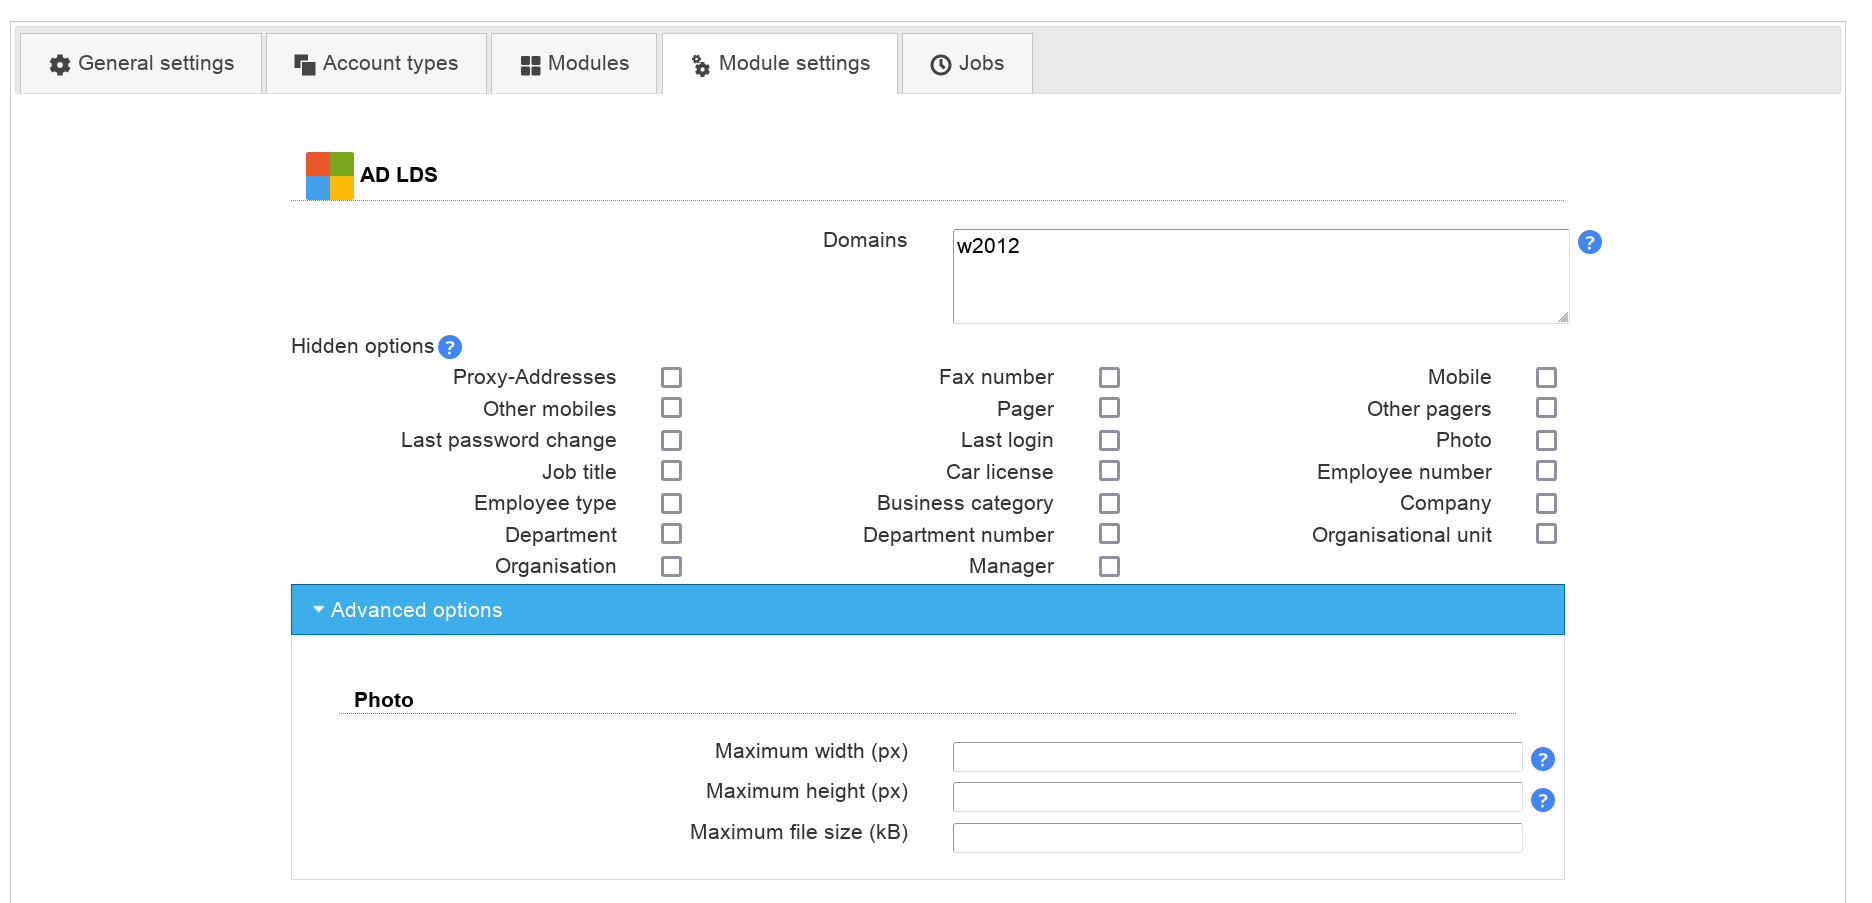 General settings Account types Modules Module settings Jobs
AD LDS
Domains w2012 ?
Hidden options ?
Proxy-Addresses Fax number Mobile
Other mobiles Pager Other pagers
Last password change Last login Photo
Job title Car license Employee number
Employee type Business category Company
Department Department number Organisational unit
Organisation Manager
Advanced options
Photo
Maximum width (px) ?
Maximum height (px) ?
Maximum file size (kB)